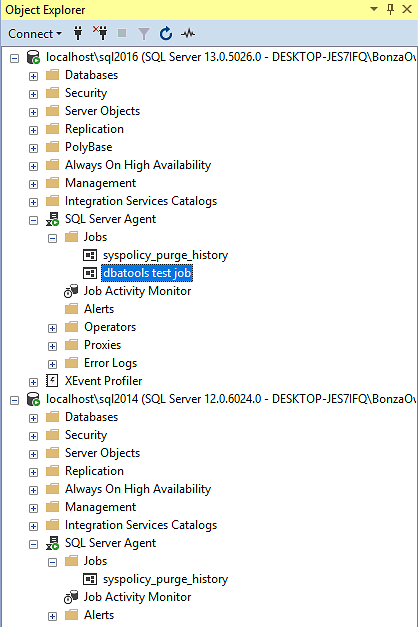 Object Explorer
Connect
localhost\sql2016 (SQL Server 13.0.5026.0 - DESKTOP-JES7IFQ\BonzaOw
Databases
Security
Server Objects
Replication
PolyBase
Always On High Availability
Management
Integration Services Catalogs
SQL Server Agent
Jobs
syspolicy_purge_history
dbatools test job
Job Activity Monitor
Alerts
Operators
Proxies
Error Logs
XEvent Profiler
localhost\sql2014 (SQL Server 12.0.6024.0 - DESKTOP-JES7IFQ\BonzaOw
Databases
Security
Server Objects
Replication
Always On High Availability
Management
Integration Services Catalogs
SQL Server Agent
Jobs
syspolicy_purge_history
Job Activity Monitor
Alerts